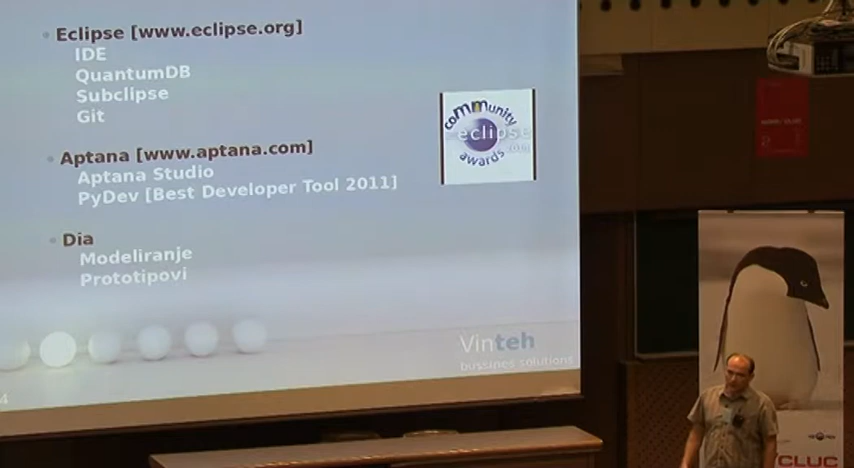 Eclipse [www.eclipse.org]
IDE
QuantumDB
Subclipse
Git
community
eclipse
awards
Aptana [www.aptana.com]
Aptana Studio
PyDev [Best Developer Tool 2011]
Dia
Modeliranje
Prototipovi
Vinteh
bussines solutions
4
CLUC